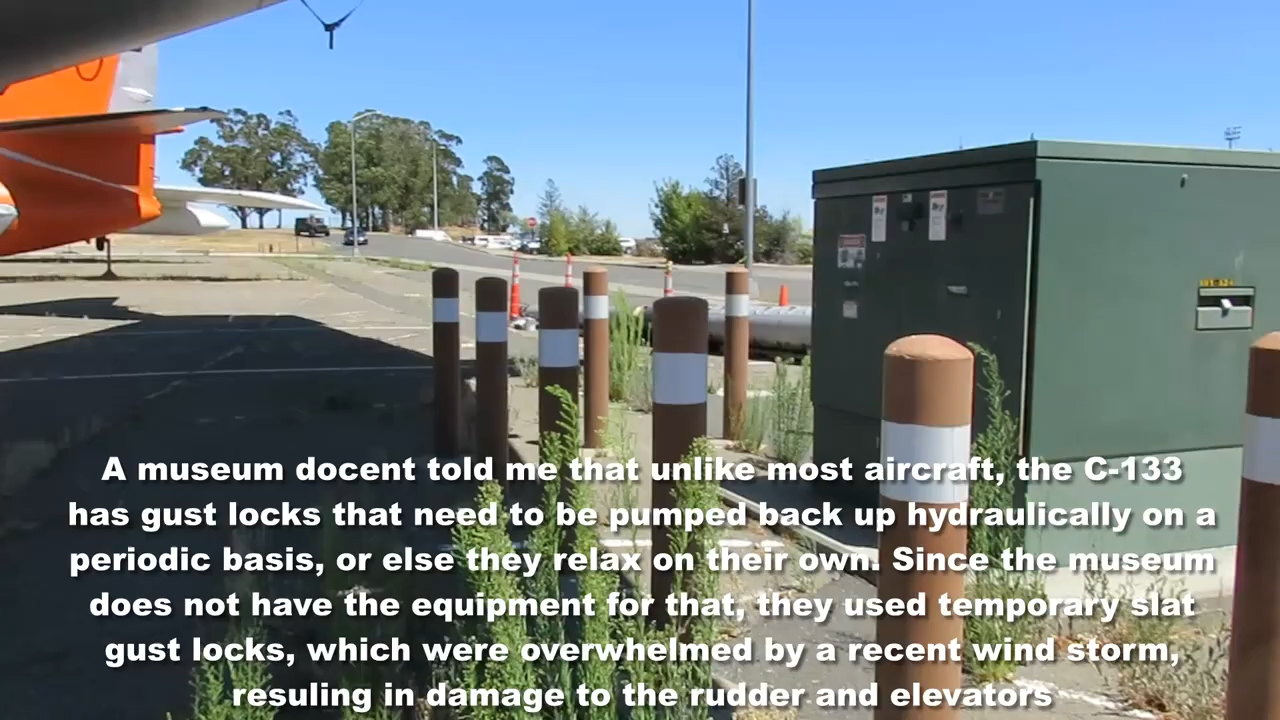 A museum docent told me that unlike most aircraft, the C-133
has gust locks that need to be pumped back up hydraulically on a
periodic basis, or else they relax on their own. Since the museum
does not have the equipment for that, they used temporary slat
gust locks, which were overwhelmed by a recent wind storm,
resuling in damage to the rudder and elevators